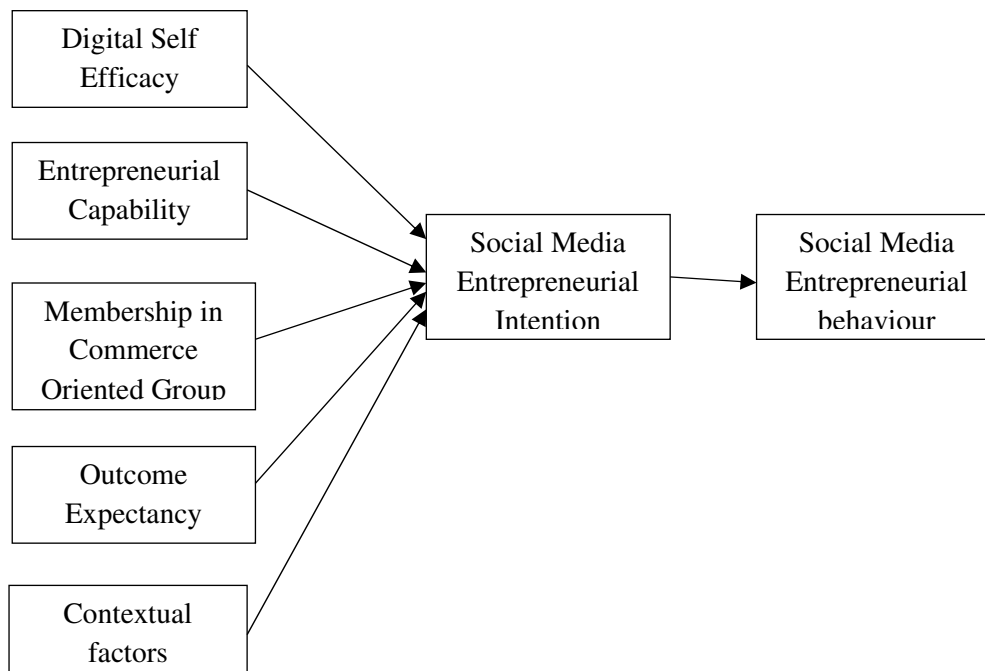 Digital Self
Efficacy
Entrepreneurial
Capability
Membership in
Commerce
Oriented Group
Outcome
Expectancy
Contextual
factors
Social Media
Entrepreneurial
Intention
Social Media
Entrepreneurial
behaviour